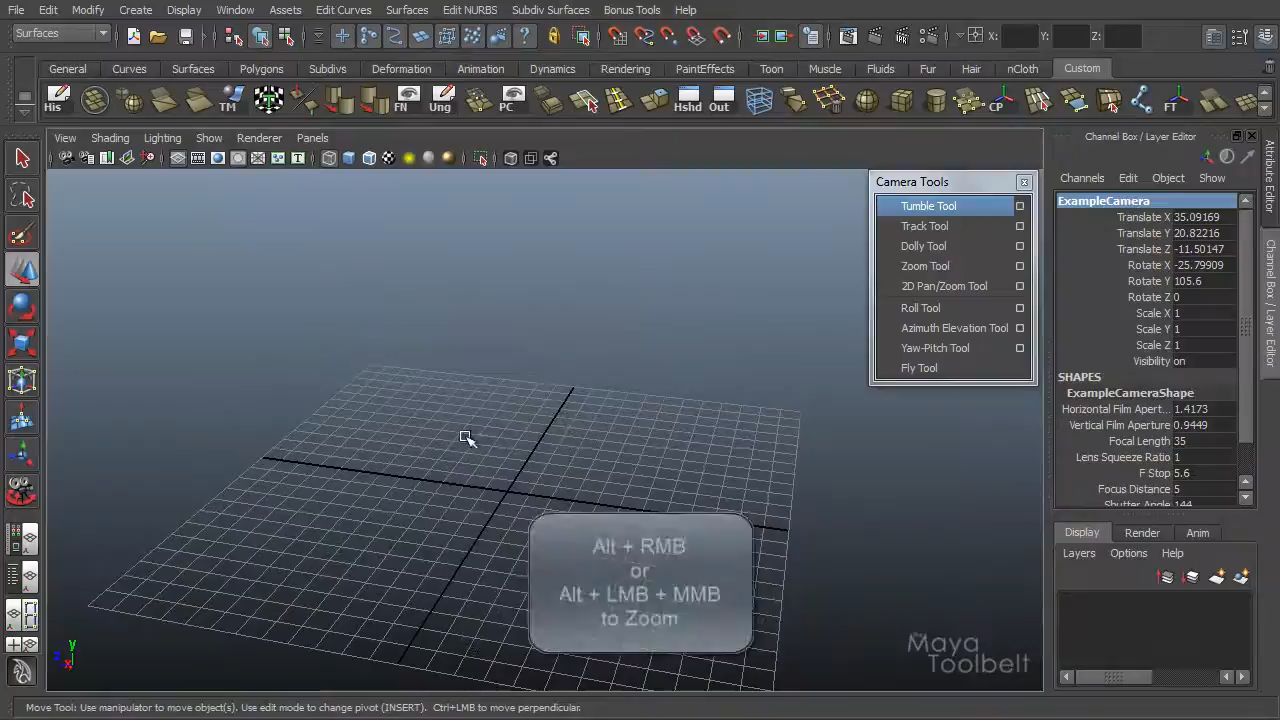 File Edit Modify Create Display Window Assets Edit Curves Surfaces Edit NURBS Subdiv Surfaces Bonus Tools Help
Surfaces X: Y: Z:
General Curves Surfaces Polygons Subdivs Deformation Animation Dynamics Rendering PaintEffects Toon Muscle Fluids Fur Hair nCloth Custom
His TM FN Ung PC Hshd Out CP FT
View Shading Lighting Show Renderer Panels
Channel Box / Layer Editor
Channels Edit Object Show
Camera Tools
Tumble Tool
Track Tool
Dolly Tool
Zoom Tool
2D Pan/Zoom Tool
Roll Tool
Azimuth Elevation Tool
Yaw-Pitch Tool
Fly Tool
ExampleCamera
Translate X 35.09169
Translate Y 20.82216
Translate Z -11.50147
Rotate X -25.79909
Rotate Y 105.6
Rotate Z 0
Scale X 1
Scale Y 1
Scale Z 1
Visibility on
SHAPES
ExampleCameraShape
Horizontal Film Apert... 1.4173
Vertical Film Aperture 0.9449
Focal Length 35
Lens Squeeze Ratio 1
F Stop 5.6
Focus Distance 5
Shutter Angle 144
Attribute Editor
Channel Box / Layer Editor
Display Render Anim
Layers Options Help
Alt + RMB
or
Alt + LMB + MMB
to Zoom
Maya
Toolbelt
y
z
x
Move Tool: Use manipulator to move object(s). Use edit mode to change pivot (INSERT). Ctrl+LMB to move perpendicular.